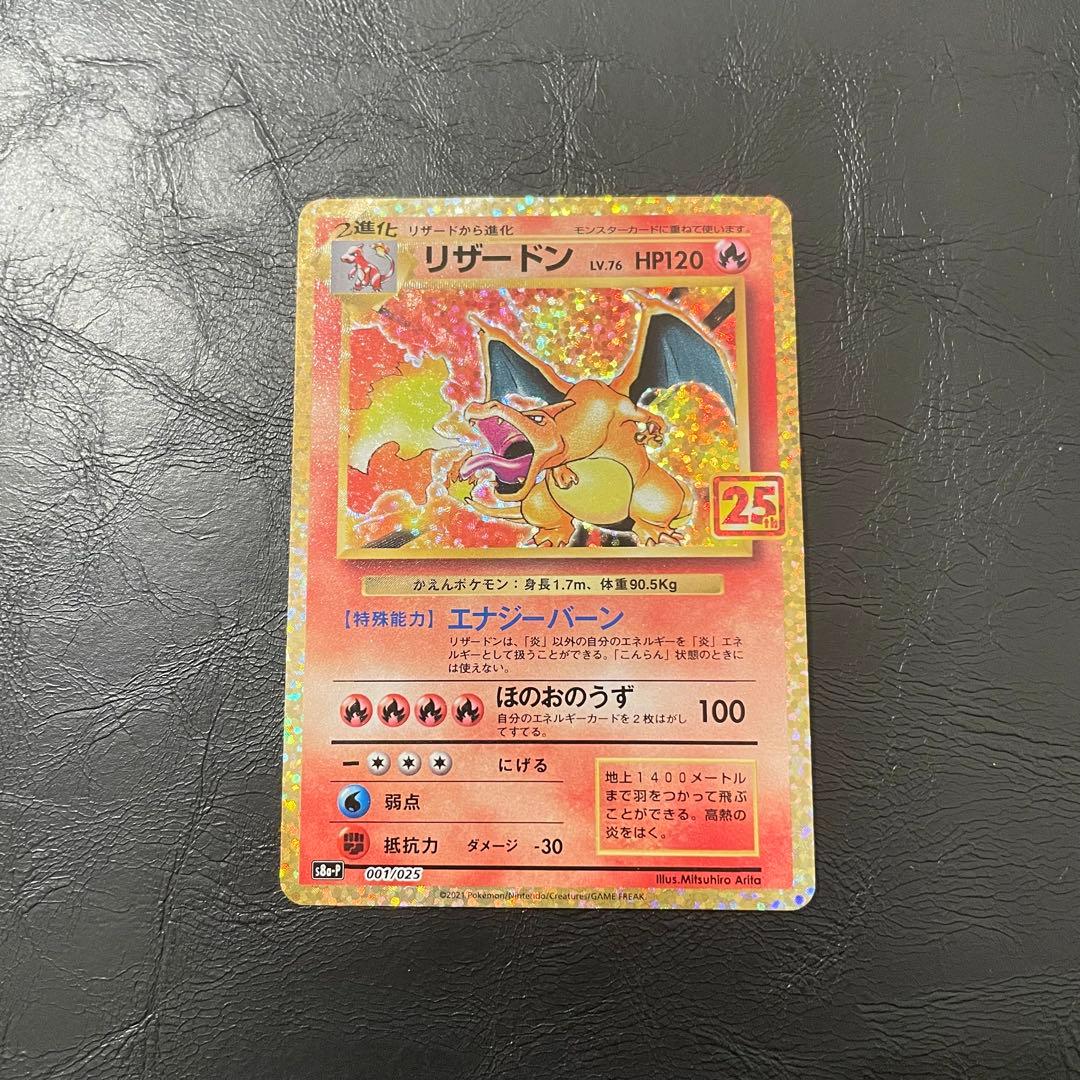 2進化 リザードから進化 モンスターカードに重ねて使います
リザードン LV.76 HP120
25th
かえんポケモン：身長1.7m、体重90.5Kg
【特殊能力】エナジーバーン
リザードンは、「炎」以外の自分のエネルギーを「炎」エネ
ルギーとして扱うことができる。「こんらん」状態のときに
は使えない。
ほのおのうず 100
自分のエネルギーカードを2枚はがし
てすてる。
にげる
弱点
抵抗力 ダメージ -30
地上1400メートル
まで羽をつかって飛ぶ
ことができる。高熱の
炎をはく。
s8a-P 001/025
Illus.Mitsuhiro Arita
©2021 Pokémon/Nintendo/Creatures/GAME FREAK.